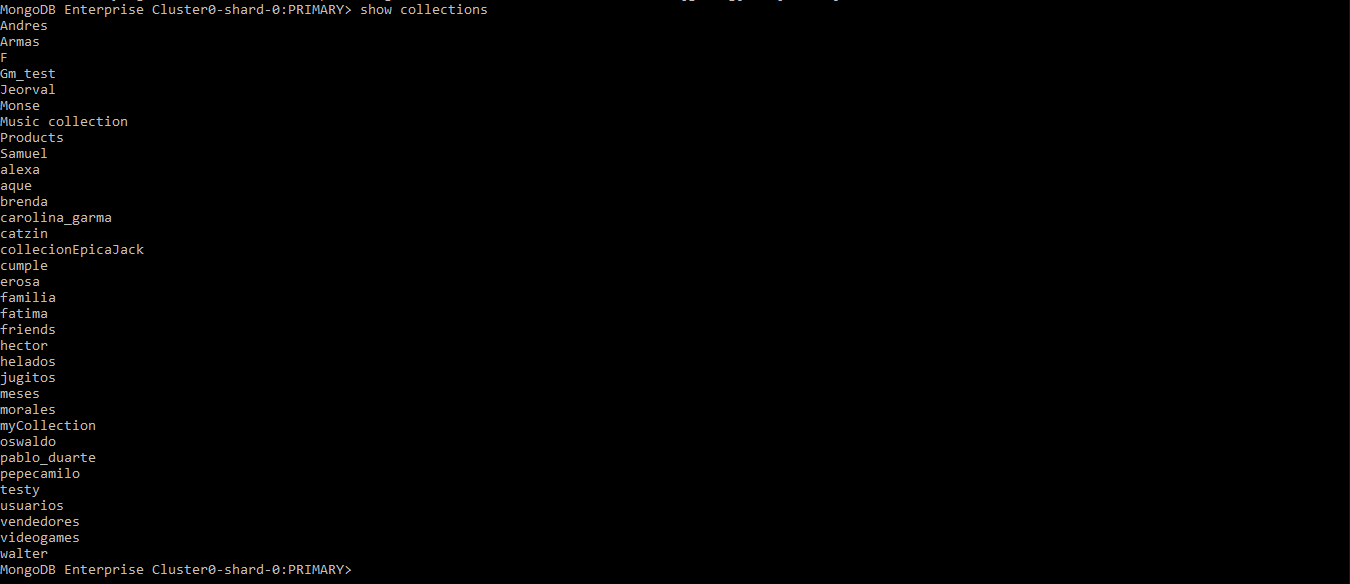 MongoDB Enterprise Cluster0-shard-0:PRIMARY> show collections
Andres
Armas
F
Gm_test
Jeorval
Monse
Music collection
Products
Samuel
alexa
aque
brenda
carolina_garma
catzin
collecionEpicaJack
cumple
erosa
familia
fatima
friends
hector
helados
jugitos
meses
morales
myCollection
oswaldo
pablo_duarte
pepecamilo
testy
usuarios
vendedores
videogames
walter
MongoDB Enterprise Cluster0-shard-0:PRIMARY>